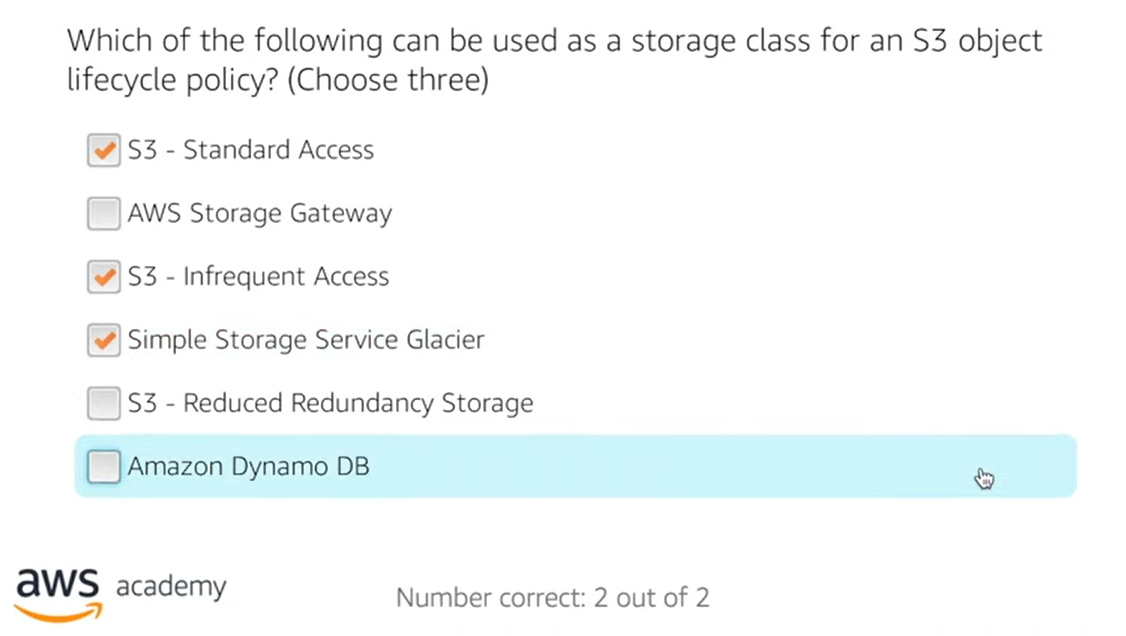 Which of the following can be used as a storage class for an S3 object
lifecycle policy? (Choose three)
S3 - Standard Access
AWS Storage Gateway
S3 - Infrequent Access
Simple Storage Service Glacier
S3 - Reduced Redundancy Storage
Amazon Dynamo DB
aws academy
Number correct: 2 out of 2